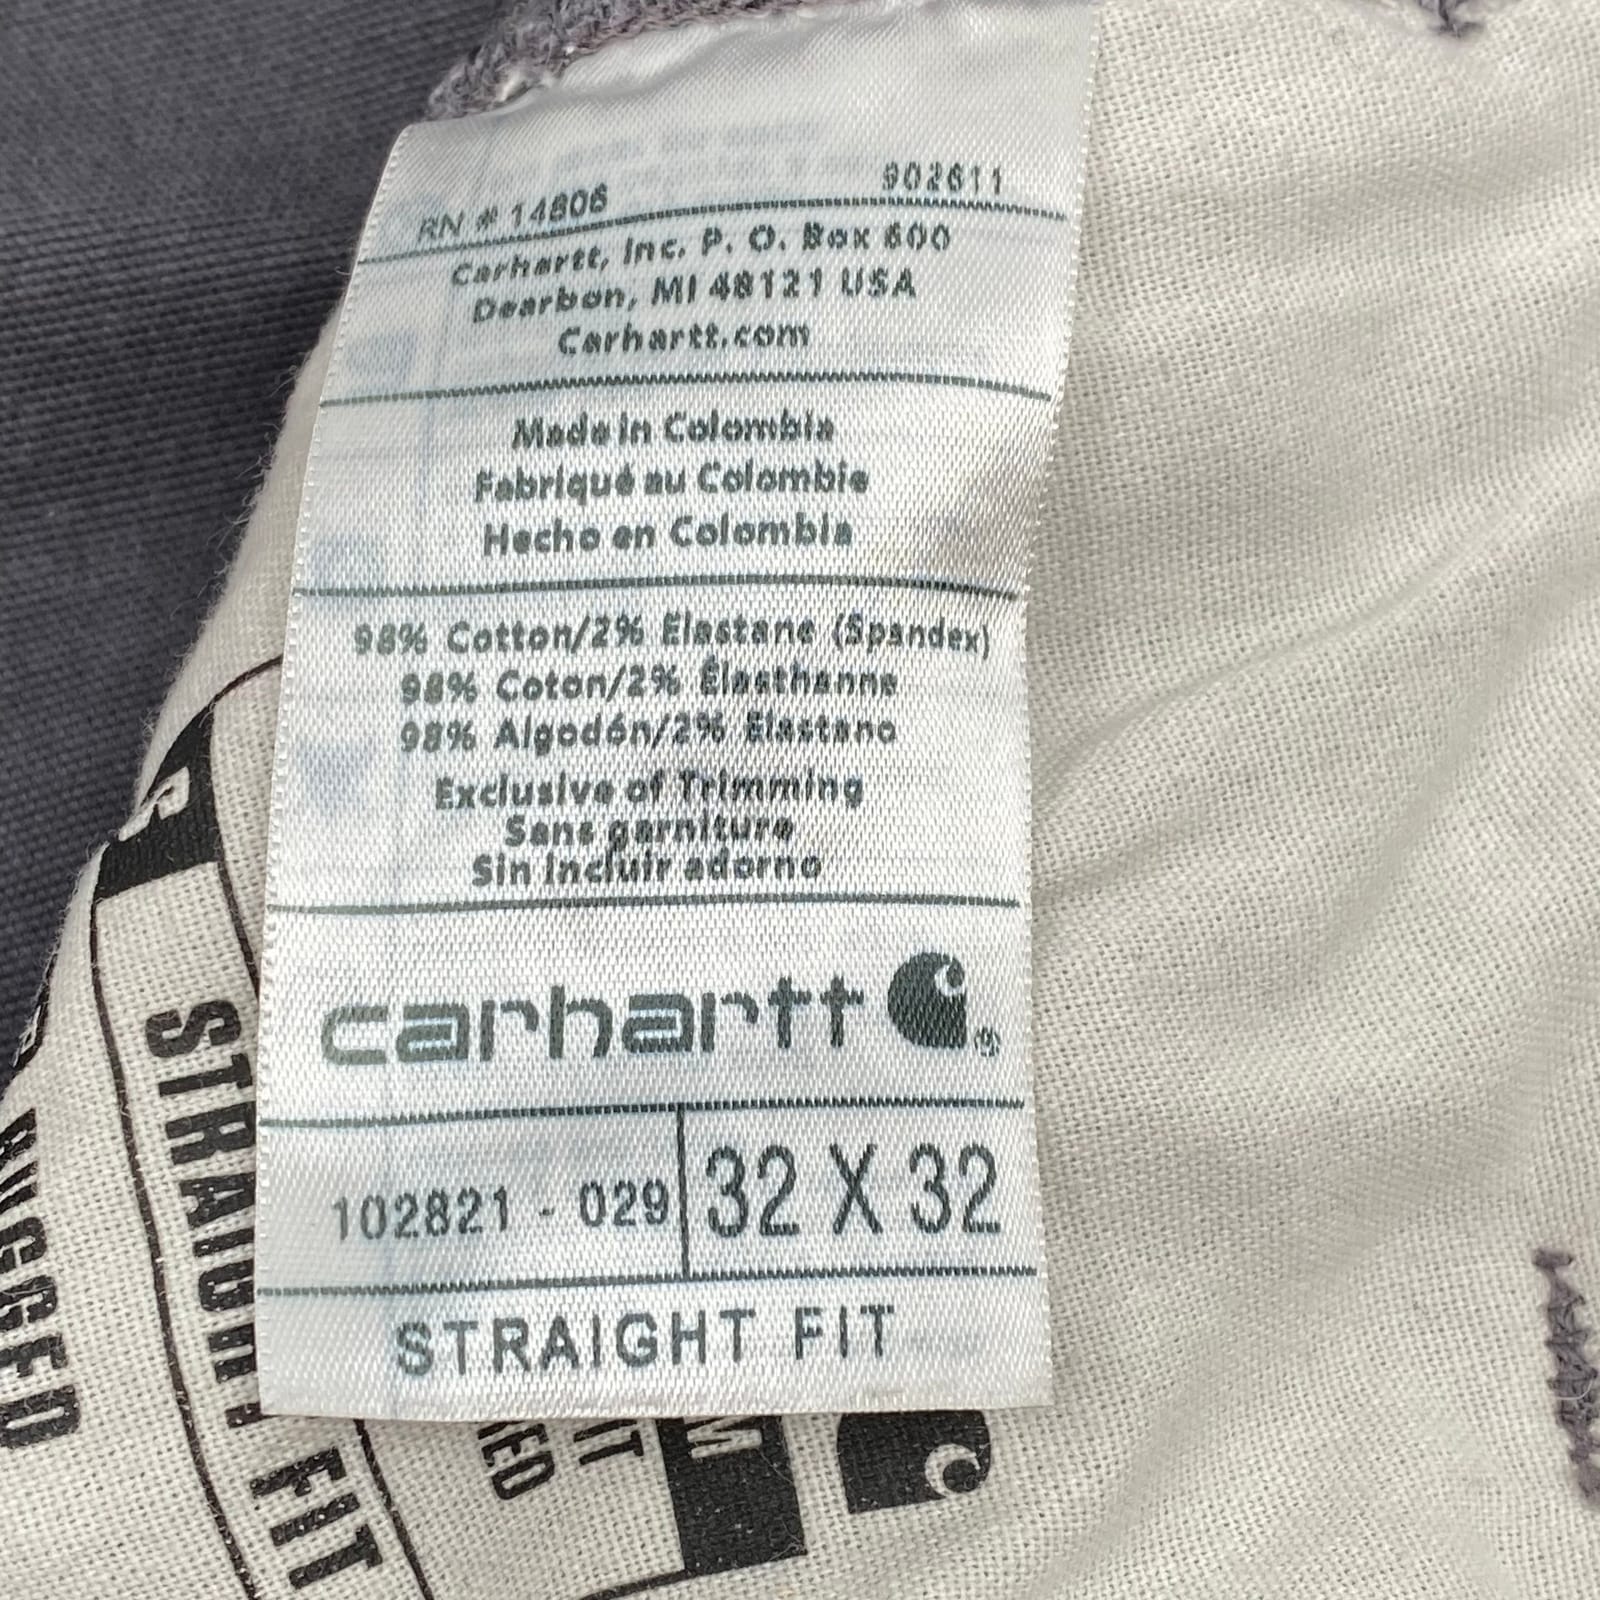 RN # 14806 902611
Carhartt, Inc. P. O. Box 600
Dearbon, MI 48121 USA
Carhartt.com
Made in Colombia
Fabriqué au Colombie
Hecho en Colombia
98% Cotton/2% Elastane (Spandex)
98% Coton/2% Élasthanne
98% Algodón/2% Elastano
Exclusive of Trimming
Sans garniture
Sin incluir adorno
carhartt
102821 - 029 32 X 32
STRAIGHT FIT
STRAIGHT FIT
RUGGED